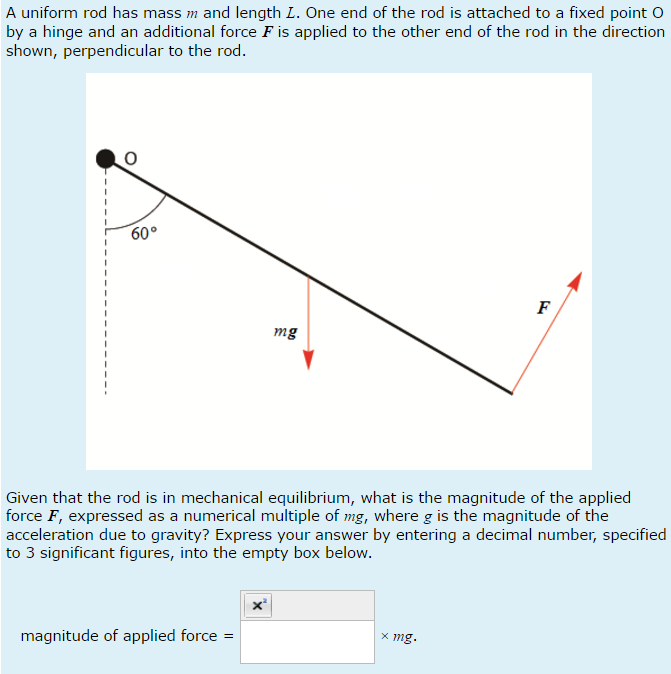 A uniform rod has mass m and length L. One end of the rod is attached to a fixed point O
by a hinge and an additional force F is applied to the other end of the rod in the direction
shown, perpendicular to the rod.
O
60°
F
mg
Given that the rod is in mechanical equilibrium, what is the magnitude of the applied
force F, expressed as a numerical multiple of mg, where g is the magnitude of the
acceleration due to gravity? Express your answer by entering a decimal number, specified
to 3 significant figures, into the empty box below.
x²
magnitude of applied force = × mg.